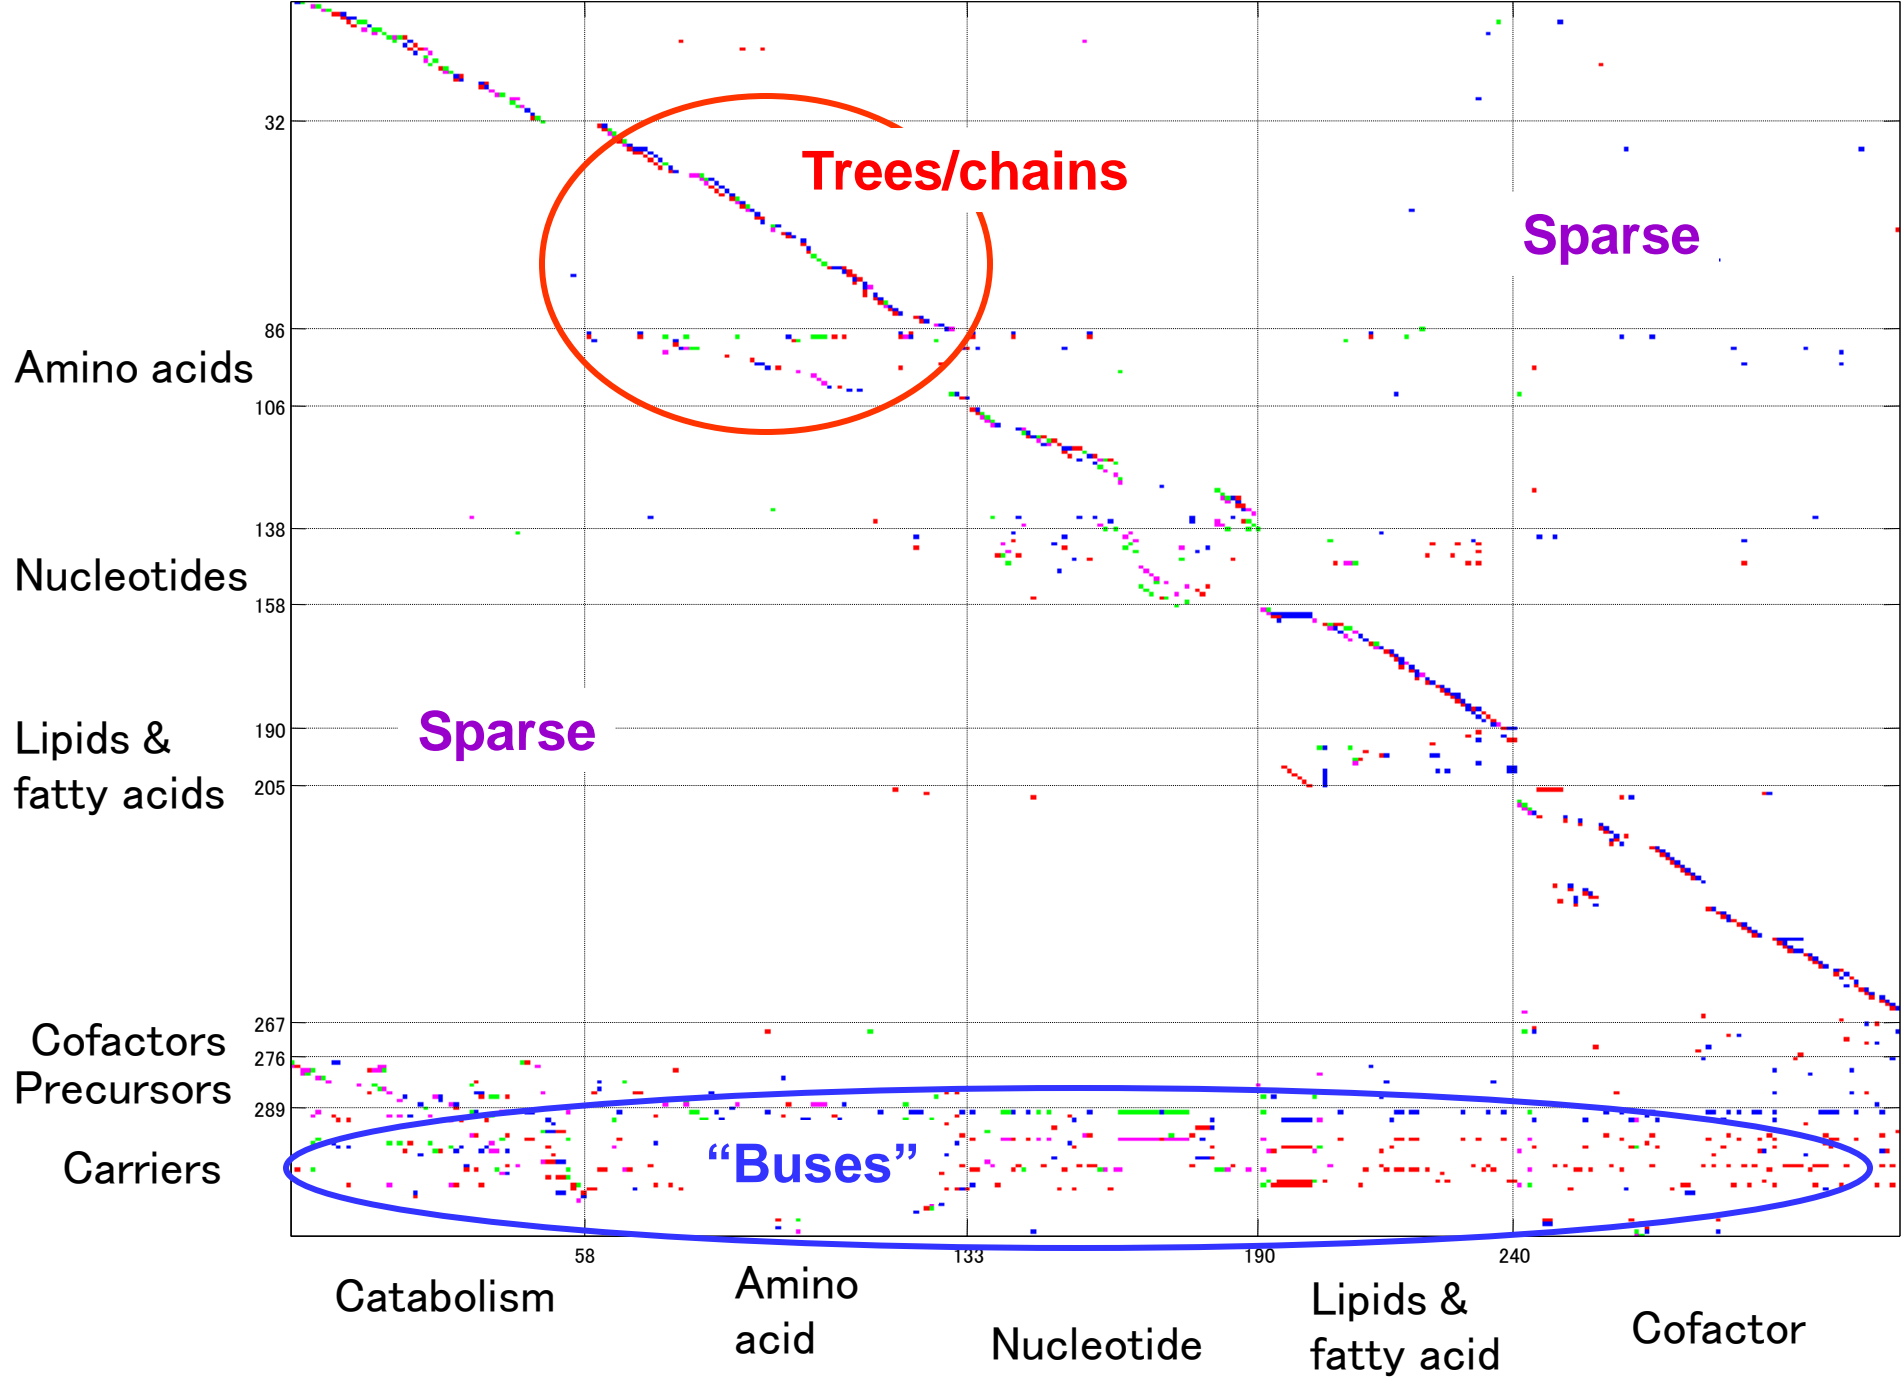 32
Trees/chains
Sparse
86
Amino acids
106
138
Nucleotides
158
Sparse
190
Lipids &
fatty acids
205
267
Cofactors
276
Precursors
289
Carriers
“Buses”
58
133
190
240
Catabolism
Amino
acid
Nucleotide
Lipids &
fatty acid
Cofactor